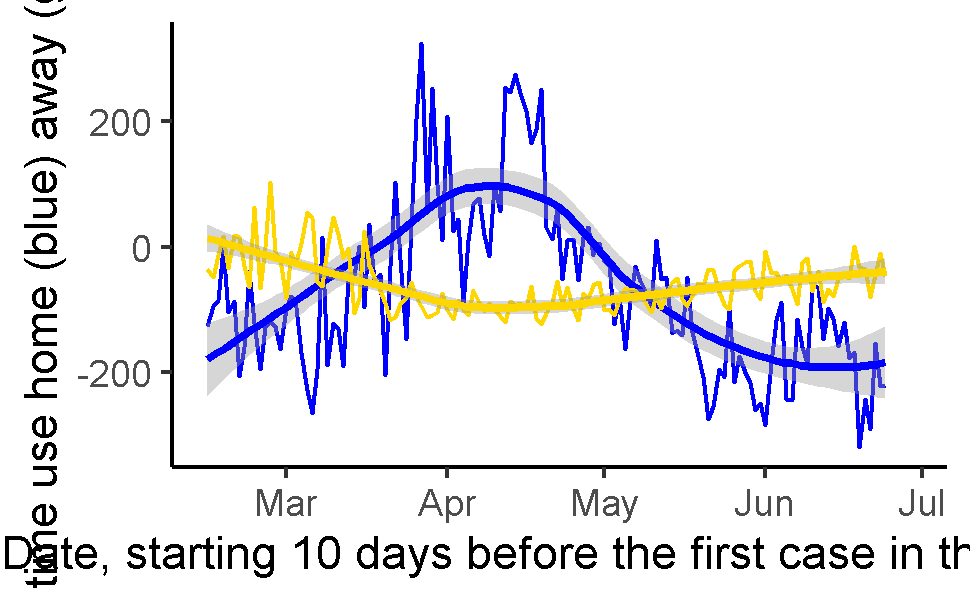 time use home (blue) away (
200
0
-200
Mar Apr May Jun Jul
Date, starting 10 days before the first case in th